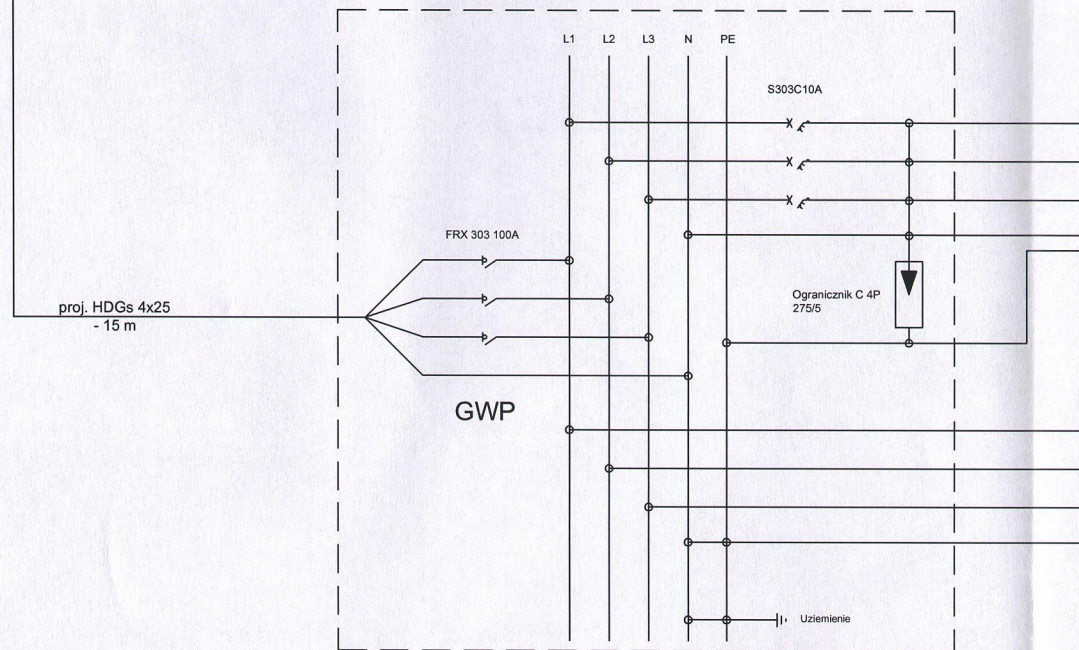 L1 L2 L3 N PE
S303C10A
FRX 303 100A
proj. HDGs 4x25
- 15 m
Ogranicznik C 4P
275/5
GWP
Uziemienie